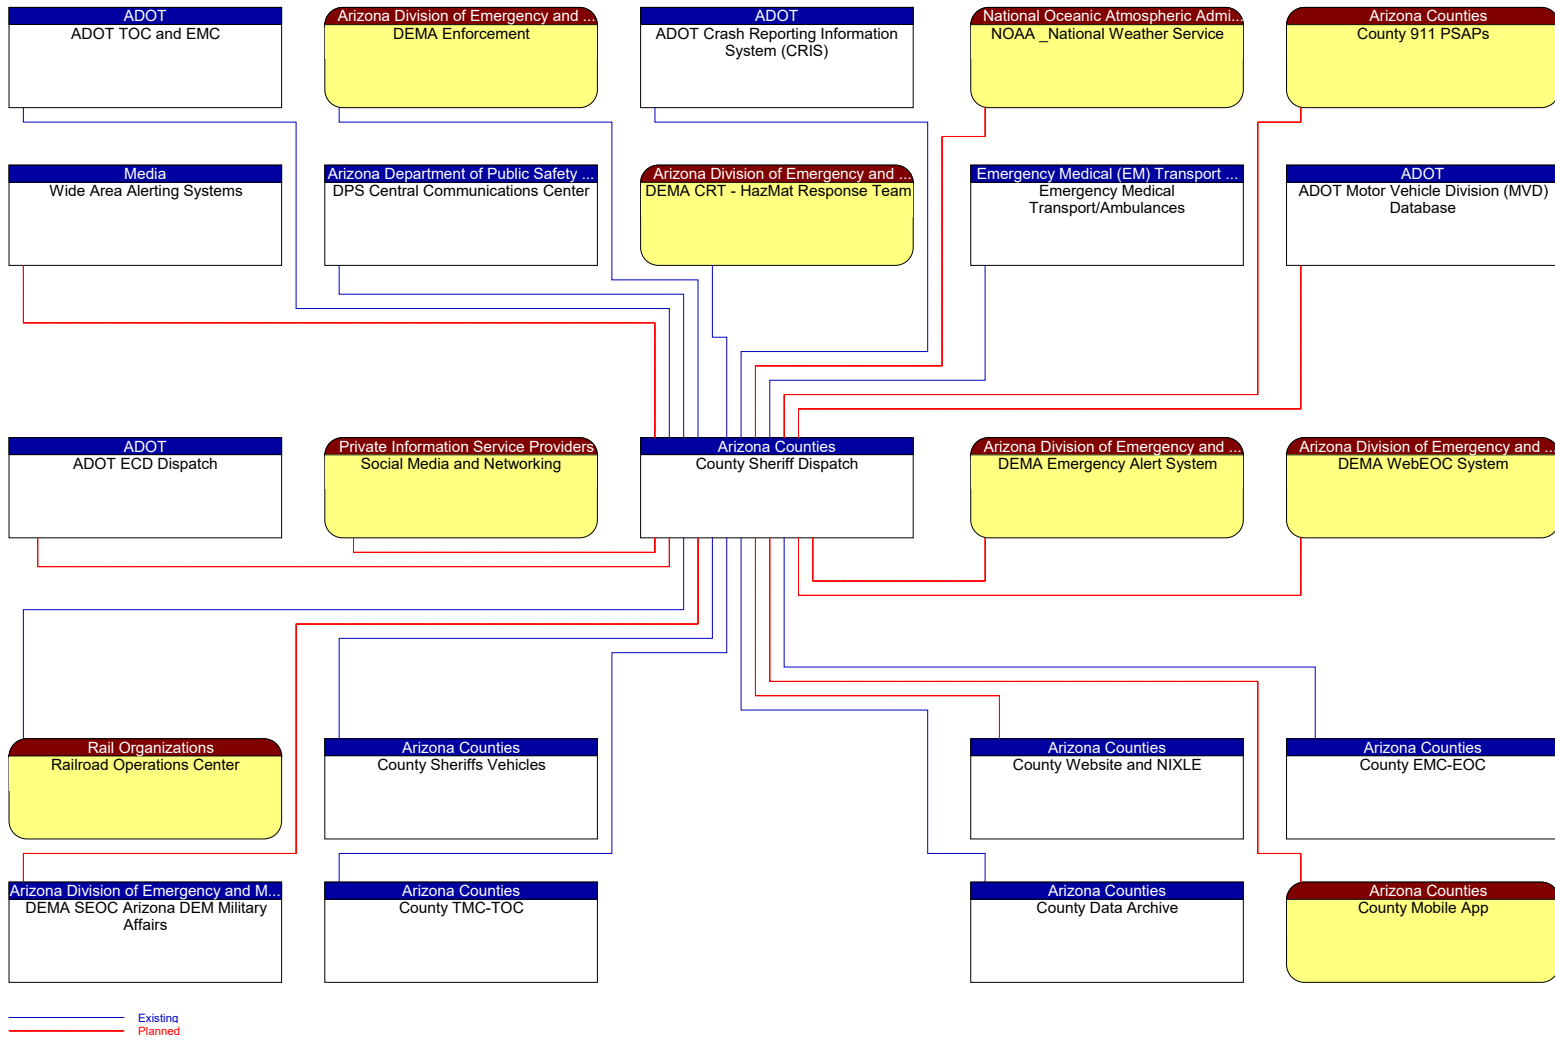 ADOT
ADOT TOC and EMC
Arizona Division of Emergency and ...
DEMA Enforcement
ADOT
ADOT Crash Reporting Information
System (CRIS)
National Oceanic Atmospheric Admi...
NOAA _National Weather Service
Arizona Counties
County 911 PSAPs
Media
Wide Area Alerting Systems
Arizona Department of Public Safety ...
DPS Central Communications Center
Arizona Division of Emergency and ...
DEMA CRT - HazMat Response Team
Emergency Medical (EM) Transport ...
Emergency Medical
Transport/Ambulances
ADOT
ADOT Motor Vehicle Division (MVD)
Database
ADOT
ADOT ECD Dispatch
Private Information Service Providers
Social Media and Networking
Arizona Counties
County Sheriff Dispatch
Arizona Division of Emergency and ...
DEMA Emergency Alert System
Arizona Division of Emergency and ...
DEMA WebEOC System
Rail Organizations
Railroad Operations Center
Arizona Counties
County Sheriffs Vehicles
Arizona Counties
County Website and NIXLE
Arizona Counties
County EMC-EOC
Arizona Division of Emergency and M...
DEMA SEOC Arizona DEM Military
Affairs
Arizona Counties
County TMC-TOC
Arizona Counties
County Data Archive
Arizona Counties
County Mobile App
Existing
Planned